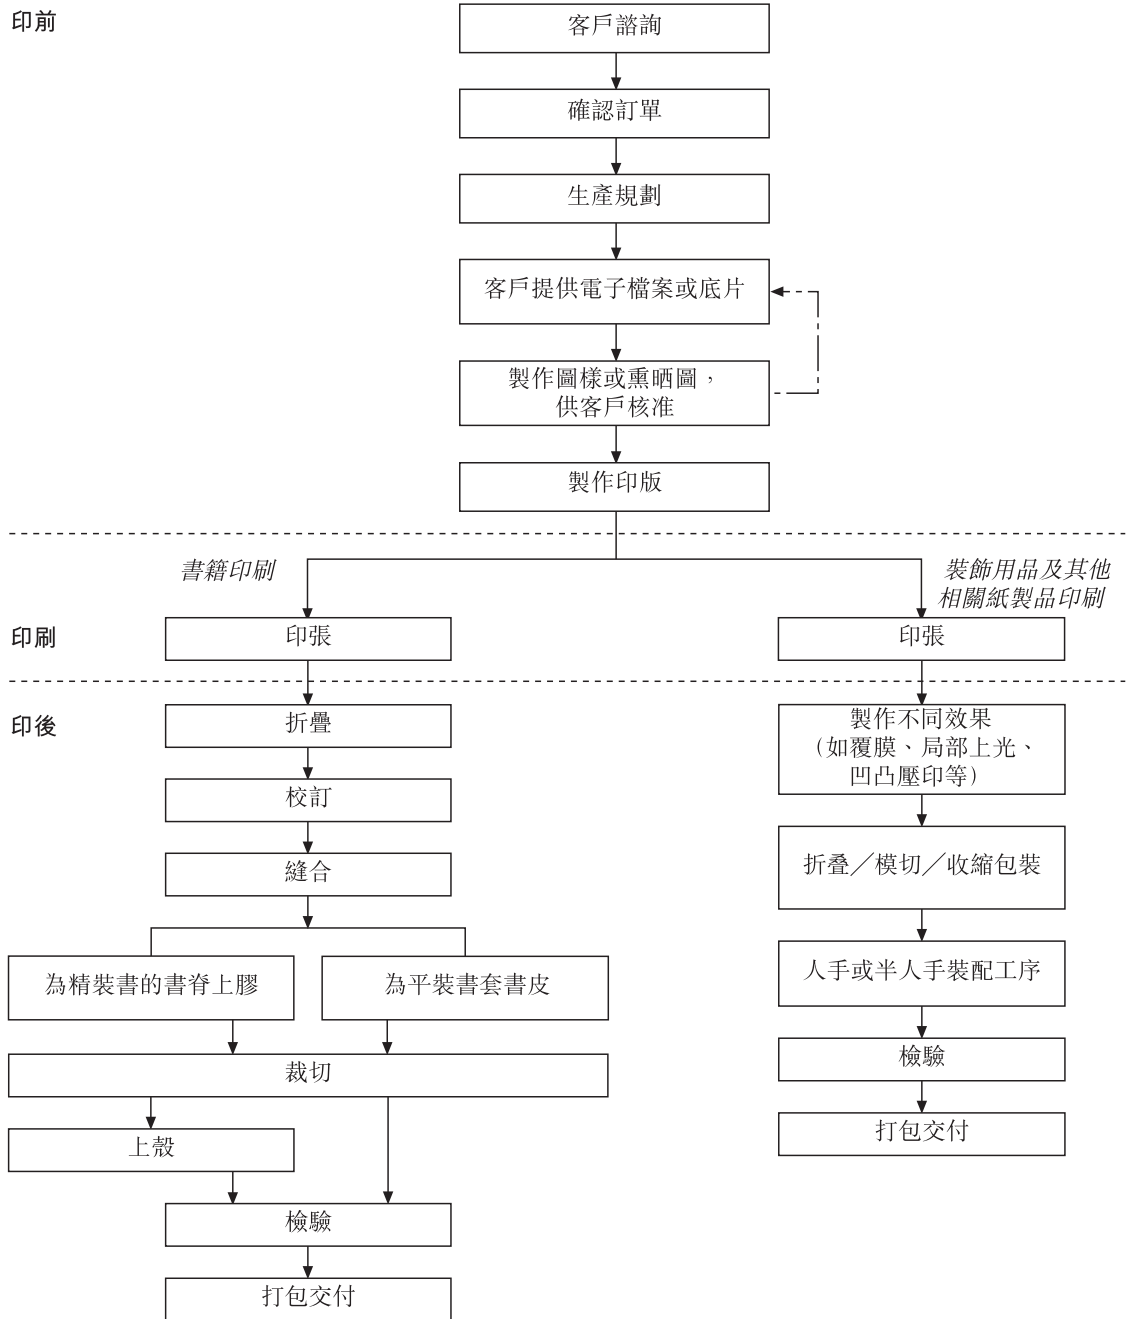 印前
客戶諮詢
確認訂單
生產規劃
客戶提供電子檔案或底片
製作圖樣或熏晒圖，
供客戶核准
製作印版
書籍印刷
裝飾用品及其他
相關紙製品印刷
印刷
印張
印張
印後
折疊
校訂
縫合
為精裝書的書脊上膠
為平裝書套書皮
裁切
上殼
檢驗
打包交付
製作不同效果
（如覆膜、局部上光、
凹凸壓印等）
折叠／模切／收縮包裝
人手或半人手裝配工序
檢驗
打包交付